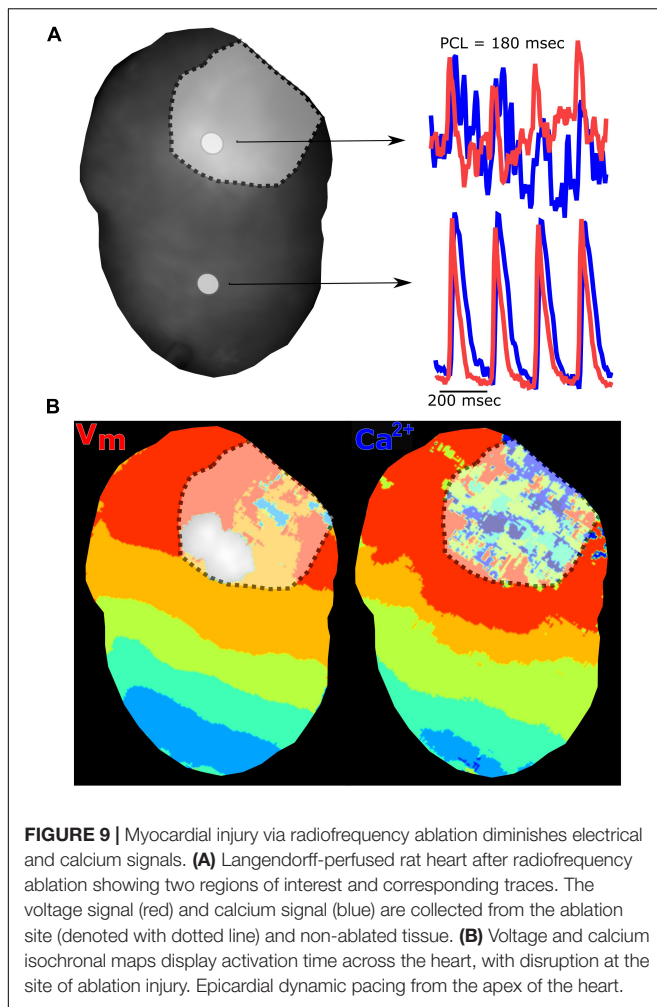 A
PCL = 180 msec
200 msec
B
Vm
Ca2+
FIGURE 9 | Myocardial injury via radiofrequency ablation diminishes electrical
and calcium signals. (A) Langendorff-perfused rat heart after radiofrequency
ablation showing two regions of interest and corresponding traces. The
voltage signal (red) and calcium signal (blue) are collected from the ablation
site (denoted with dotted line) and non-ablated tissue. (B) Voltage and calcium
isochronal maps display activation time across the heart, with disruption at the
site of ablation injury. Epicardial dynamic pacing from the apex of the heart.